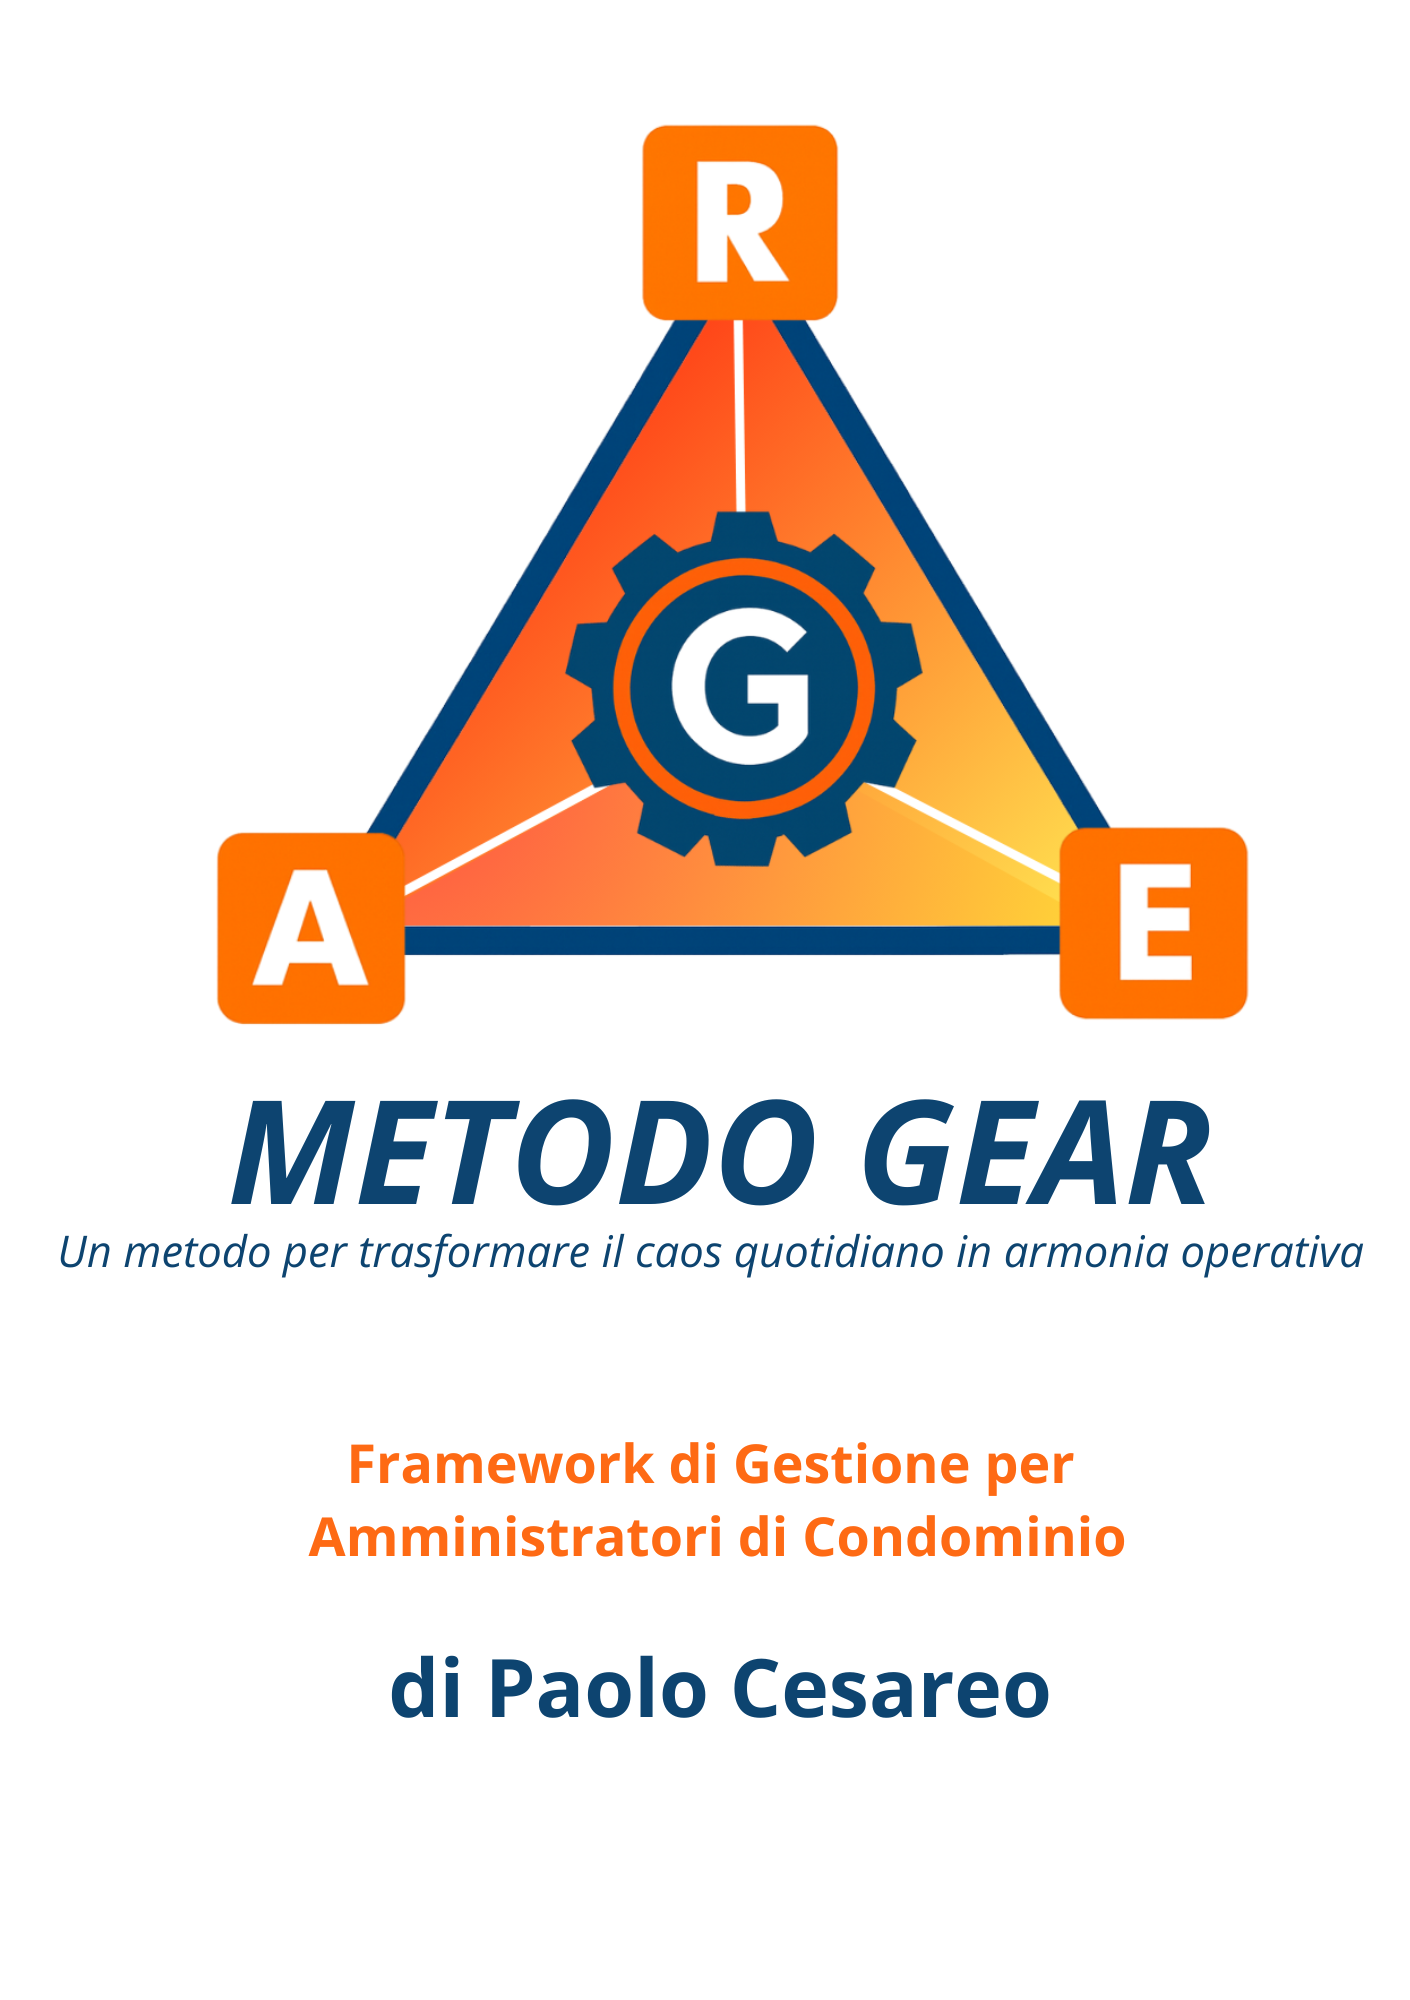 R
G
A
E
METODO GEAR
Un metodo per trasformare il caos quotidiano in armonia operativa
Framework di Gestione per
Amministratori di Condominio
di Paolo Cesareo